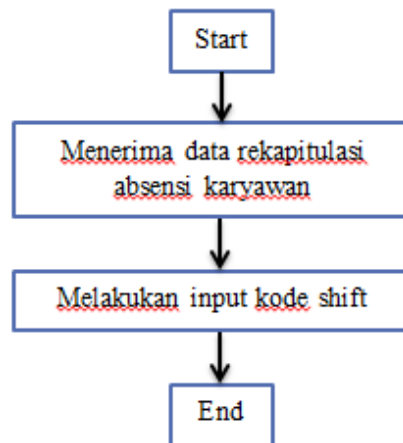 Start
Menerima data rekapitulasi
absensi karyawan
Melakukan input kode shift
End